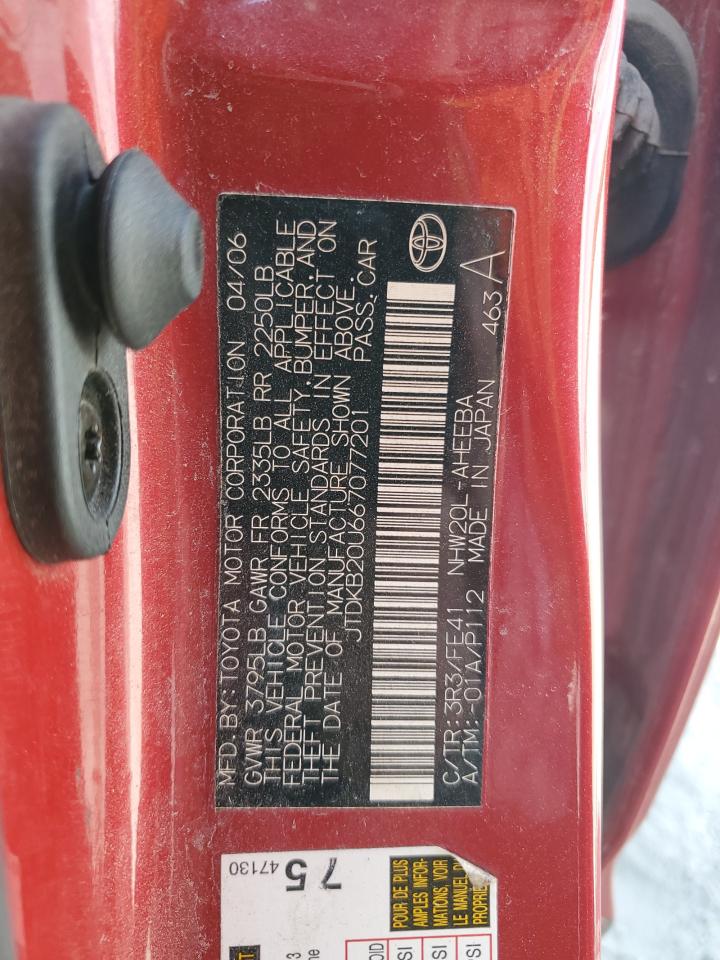 MFD. BY: TOYOTA MOTOR CORPORATION 04/06
GVWR 3795LB GAWR FR 2335LB RR 2250LB
THIS VEHICLE CONFORMS TO ALL APPLICABLE
FEDERAL MOTOR VEHICLE SAFETY, BUMPER, AND
THEFT PREVENTION STANDARDS IN EFFECT ON
THE DATE OF MANUFACTURE SHOWN ABOVE.
JTDKB20U667077201 PASS. CAR
C/TR: 3R3/FE41 NHW20L-AHEEBA
A/TM: -01A/P112 MADE IN JAPAN 463 A
47130
75
POUR DE PLUS
AMPLES INFOR-
MATIONS, VOIR
LE MANUEL DU
PROPRIÉ